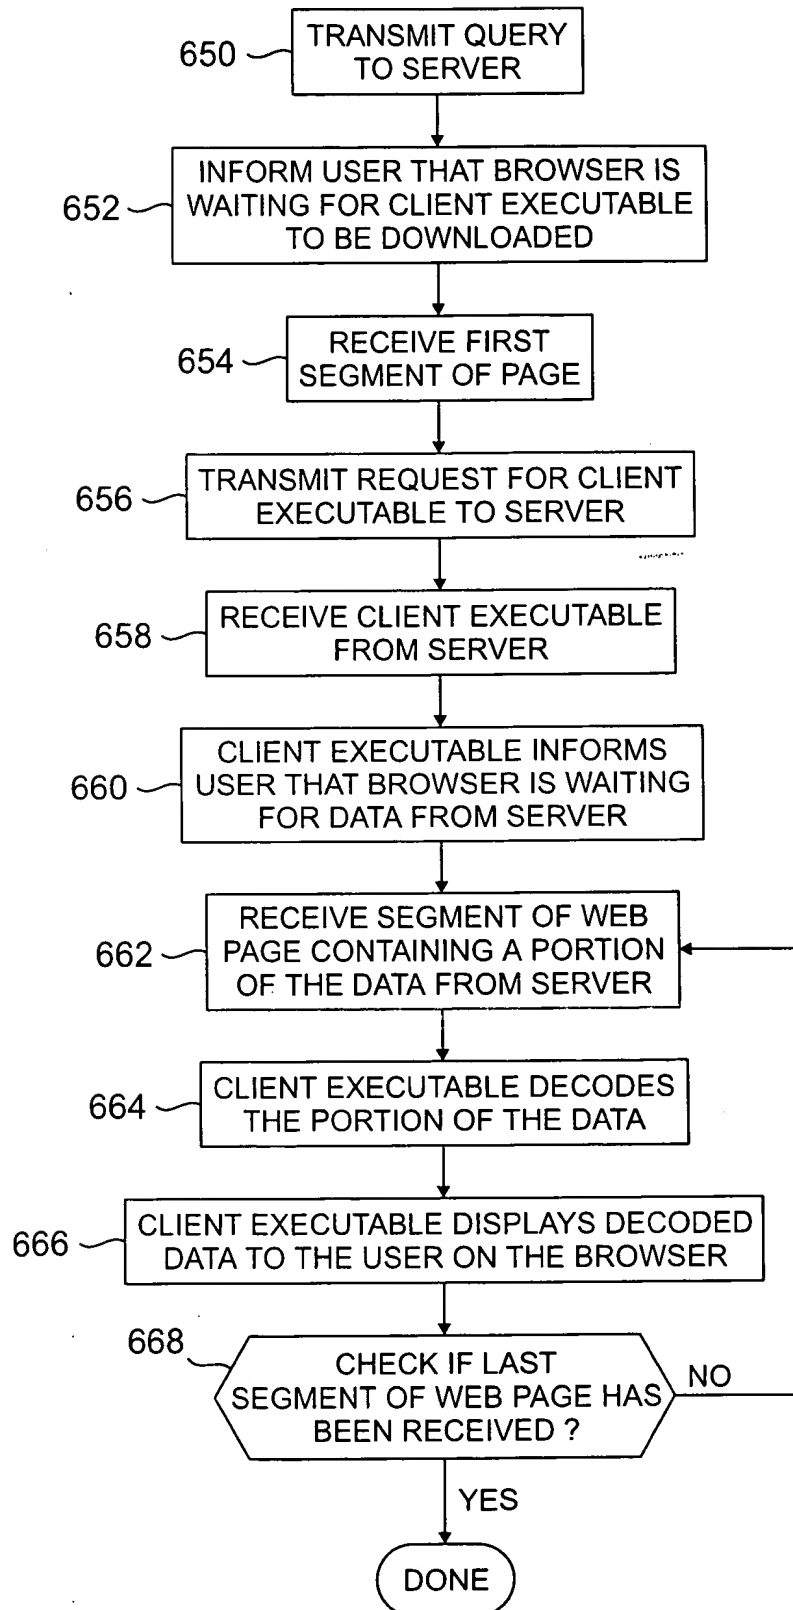 650
TRANSMIT QUERY
TO SERVER
652
INFORM USER THAT BROWSER IS
WAITING FOR CLIENT EXECUTABLE
TO BE DOWNLOADED
654
RECEIVE FIRST
SEGMENT OF PAGE
656
TRANSMIT REQUEST FOR CLIENT
EXECUTABLE TO SERVER
658
RECEIVE CLIENT EXECUTABLE
FROM SERVER
660
CLIENT EXECUTABLE INFORMS
USER THAT BROWSER IS WAITING
FOR DATA FROM SERVER
662
RECEIVE SEGMENT OF WEB
PAGE CONTAINING A PORTION
OF THE DATA FROM SERVER
664
CLIENT EXECUTABLE DECODES
THE PORTION OF THE DATA
666
CLIENT EXECUTABLE DISPLAYS DECODED
DATA TO THE USER ON THE BROWSER
668
CHECK IF LAST
SEGMENT OF WEB PAGE HAS
BEEN RECEIVED ?
NO
YES
DONE